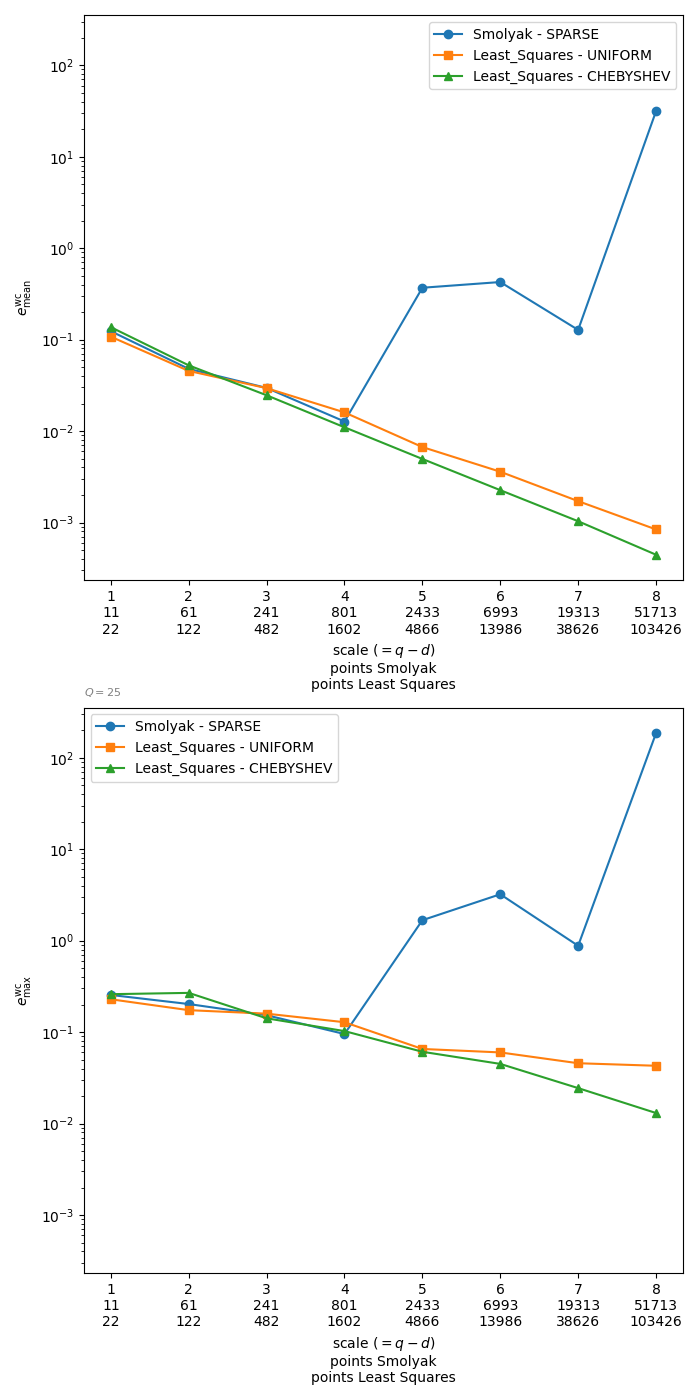 Smolyak - SPARSE
Least_Squares - UNIFORM
Least_Squares - CHEBYSHEV
10²
10¹
10⁰
10⁻¹
10⁻²
10⁻³
e^wc_mean
1 2 3 4 5 6 7 8
11 61 241 801 2433 6993 19313 51713
22 122 482 1602 4866 13986 38626 103426
scale (= q − d)
points Smolyak
points Least Squares
Q = 25
Smolyak - SPARSE
Least_Squares - UNIFORM
Least_Squares - CHEBYSHEV
10²
10¹
10⁰
10⁻¹
10⁻²
10⁻³
e^wc_max
1 2 3 4 5 6 7 8
11 61 241 801 2433 6993 19313 51713
22 122 482 1602 4866 13986 38626 103426
scale (= q − d)
points Smolyak
points Least Squares